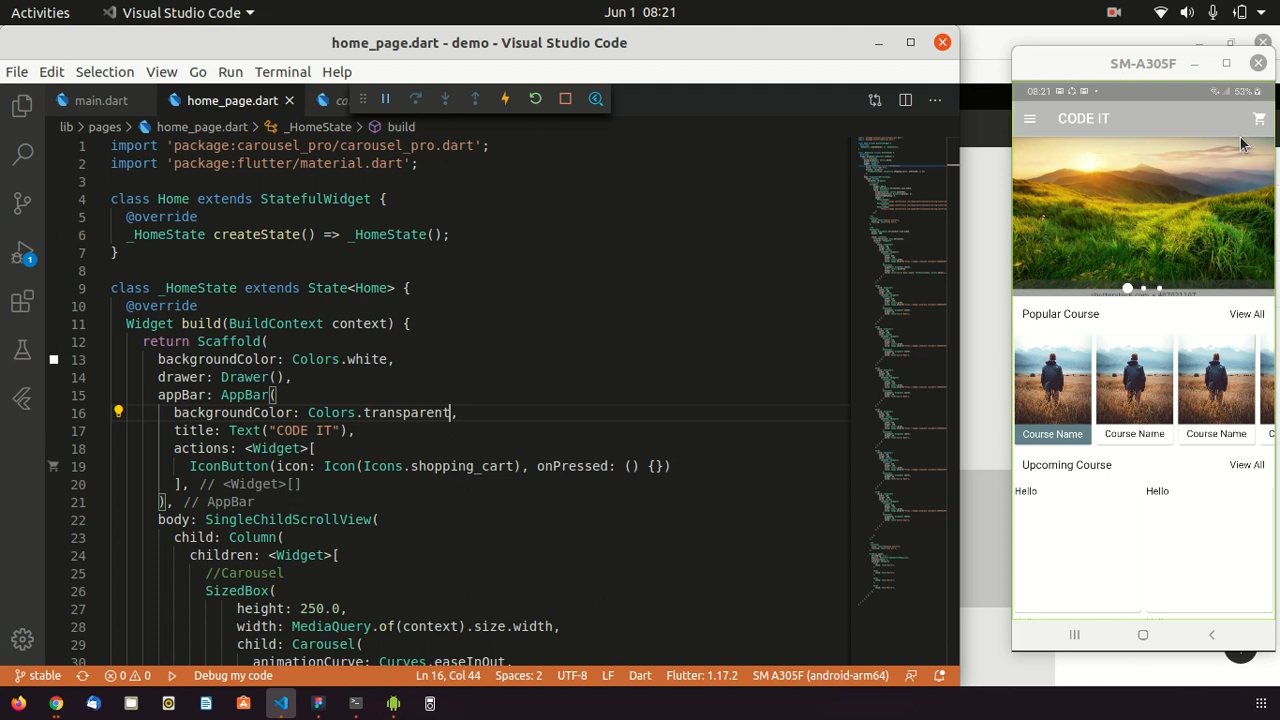 Activities
Visual Studio Code
Jun 1 08:21
home_page.dart - demo - Visual Studio Code
File Edit Selection View Go Run Terminal Help
main.dart
home_page.dart
lib > pages > home_page.dart > _HomeState > build
1 import 'package:carousel_pro/carousel_pro.dart';
2 import 'package:flutter/material.dart';
3
4 class Home extends StatefulWidget {
5 @override
6 _HomeState createState() => _HomeState();
7 }
8
9 class _HomeState extends State<Home> {
10 @override
11 Widget build(BuildContext context) {
12 return Scaffold(
13 backgroundColor: Colors.white,
14 drawer: Drawer(),
15 appBar: AppBar(
16 backgroundColor: Colors.transparent,
17 title: Text("CODE IT"),
18 actions: <Widget>[
19 IconButton(icon: Icon(Icons.shopping_cart), onPressed: () {})
20 ], // <Widget>[]
21 ), // AppBar
22 body: SingleChildScrollView(
23 child: Column(
24 children: <Widget>[
25 //Carousel
26 SizedBox(
27 height: 250.0,
28 width: MediaQuery.of(context).size.width,
29 child: Carousel(
30 animationCurve: Curves.easeInOut,
1
stable
0 0
Debug my code
Ln 16, Col 44
Spaces: 2
UTF-8
LF
Dart
Flutter: 1.17.2
SM A305F (android-arm64)
SM-A305F
08:21
53%
CODE IT
Popular Course
View All
Course Name
Course Name
Course Name
Upcoming Course
View All
Hello
Hello